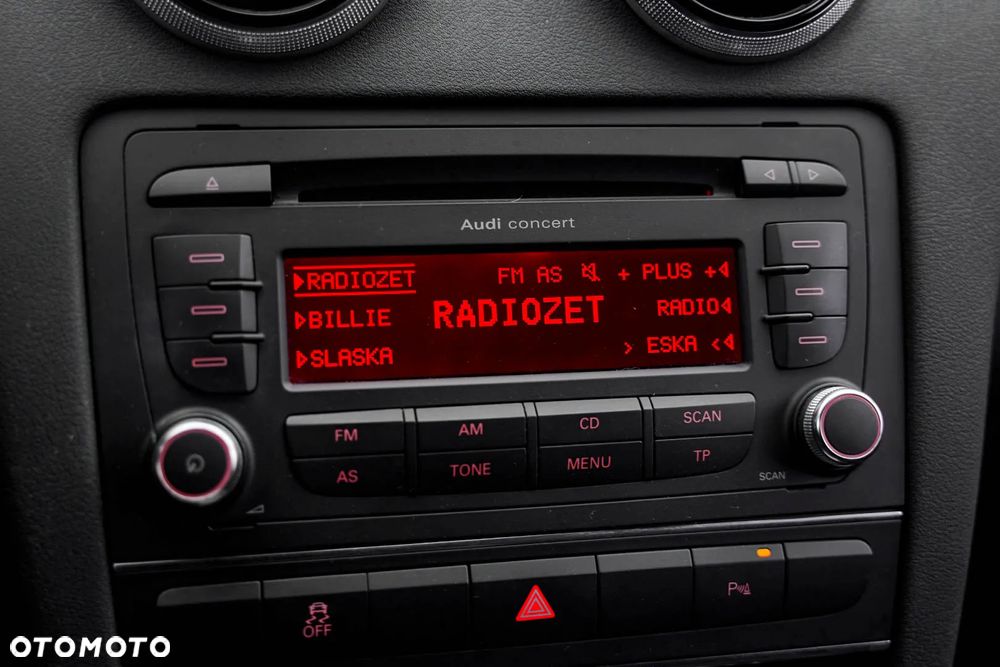 Audi concert
RADIOZET FM AS + PLUS +
BILLIE RADIOZET RADIO
SLASKA > ESKA <
FM AM CD SCAN
AS TONE MENU TP
SCAN
OFF P
OTOMOTO